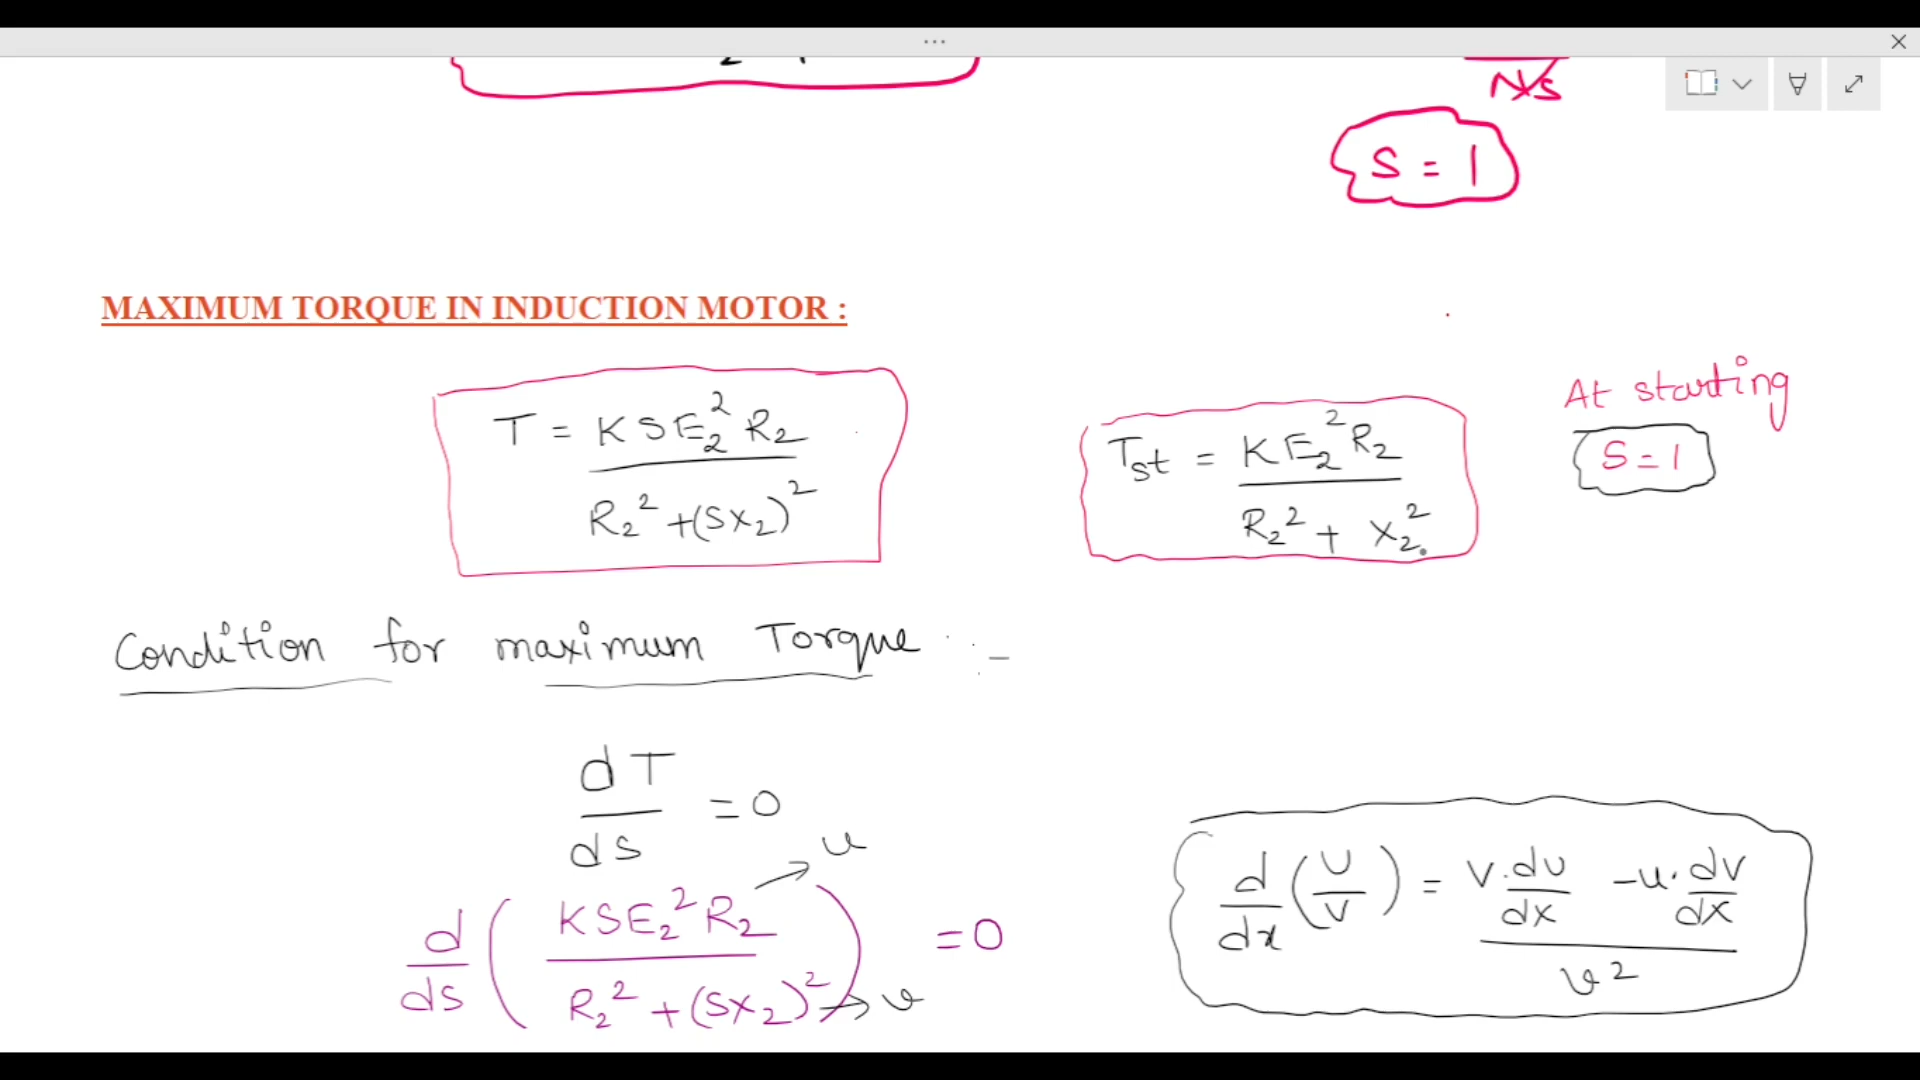 N/s
S = 1
MAXIMUM TORQUE IN INDUCTION MOTOR :
T = KSE₂²R₂ / R₂² + (SX₂)²
Tst = KE₂²R₂ / R₂² + X₂²
At starting
S = 1
Condition for maximum Torque :-
dT/ds = 0
u
d/ds ( KSE₂²R₂ / R₂² + (SX₂)² ) = 0
v
d/dx (U/V) = V.du/dx - u.dv/dx / v²